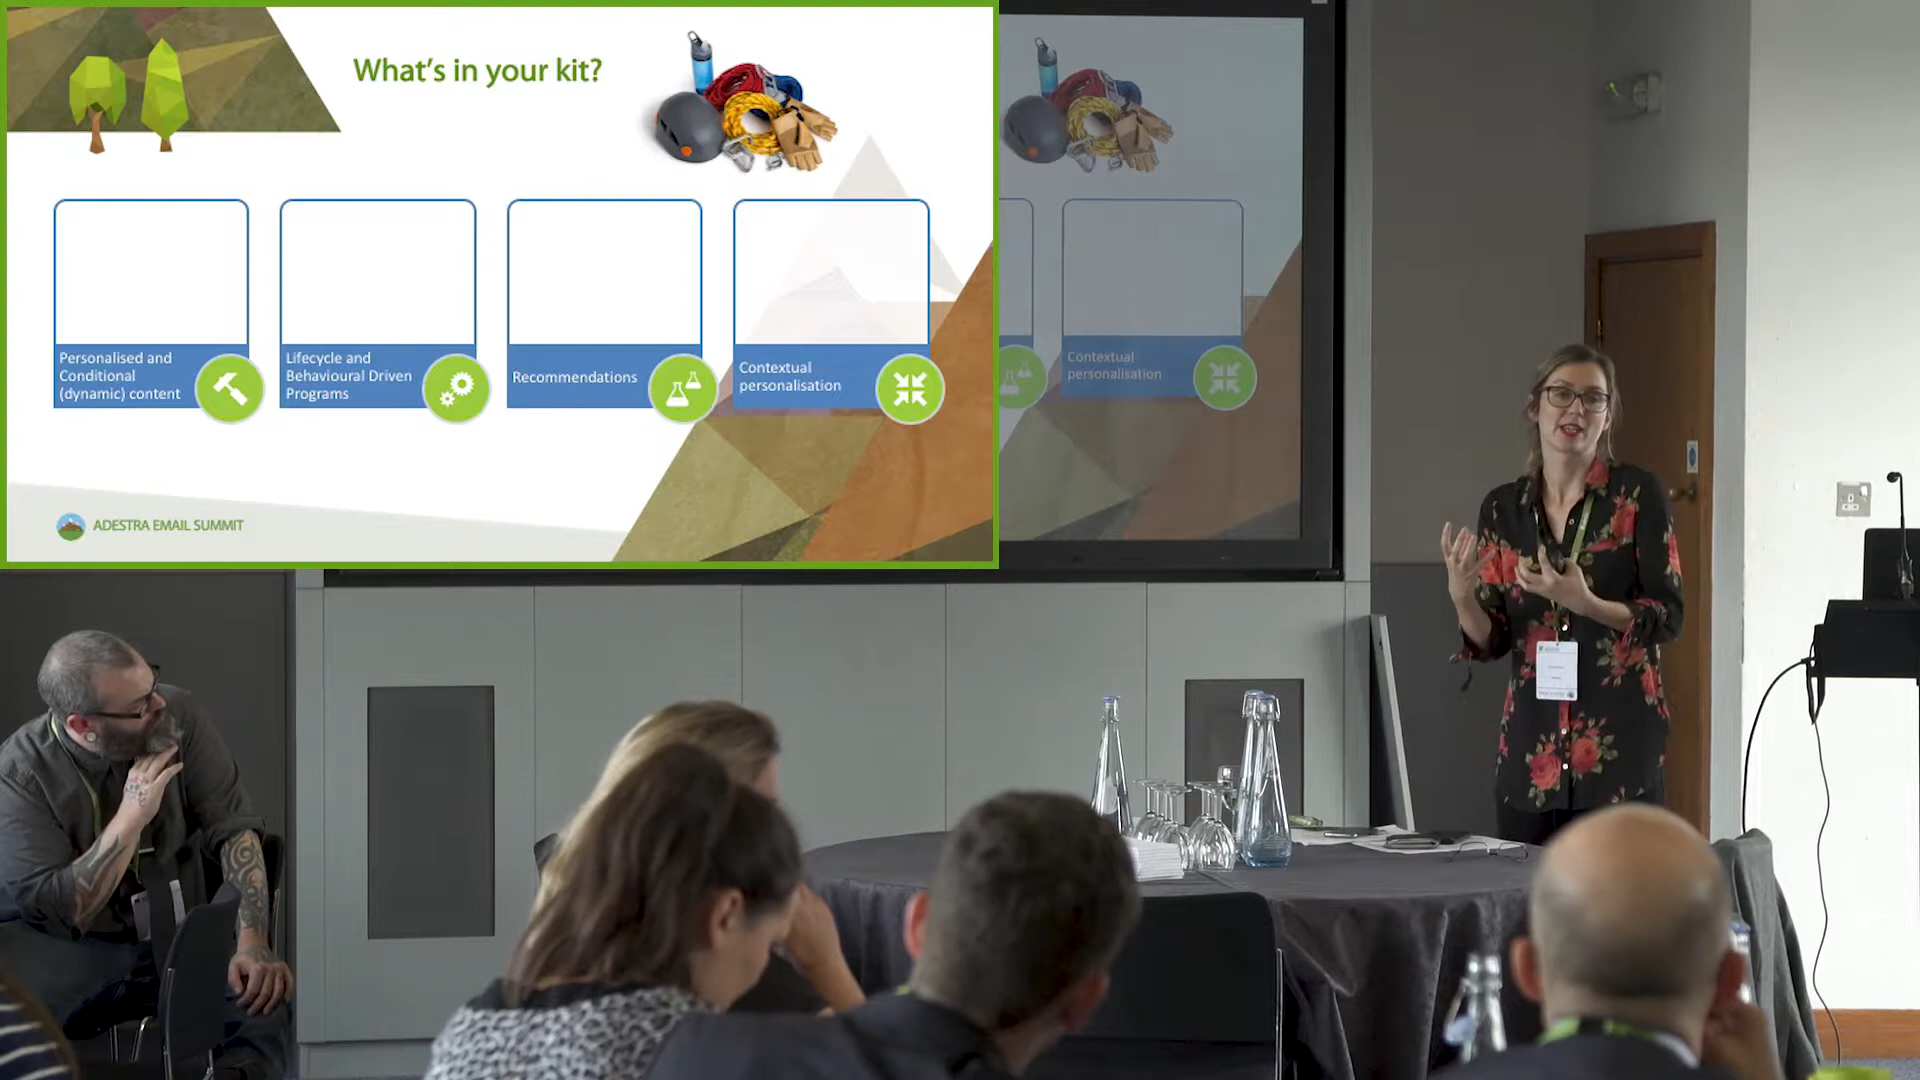 What's in your kit?
Personalised and
Conditional
(dynamic) content
Lifecycle and
Behavioural Driven
Programs
Recommendations
Contextual
personalisation
ADESTRA EMAIL SUMMIT
Contextual
personalisation